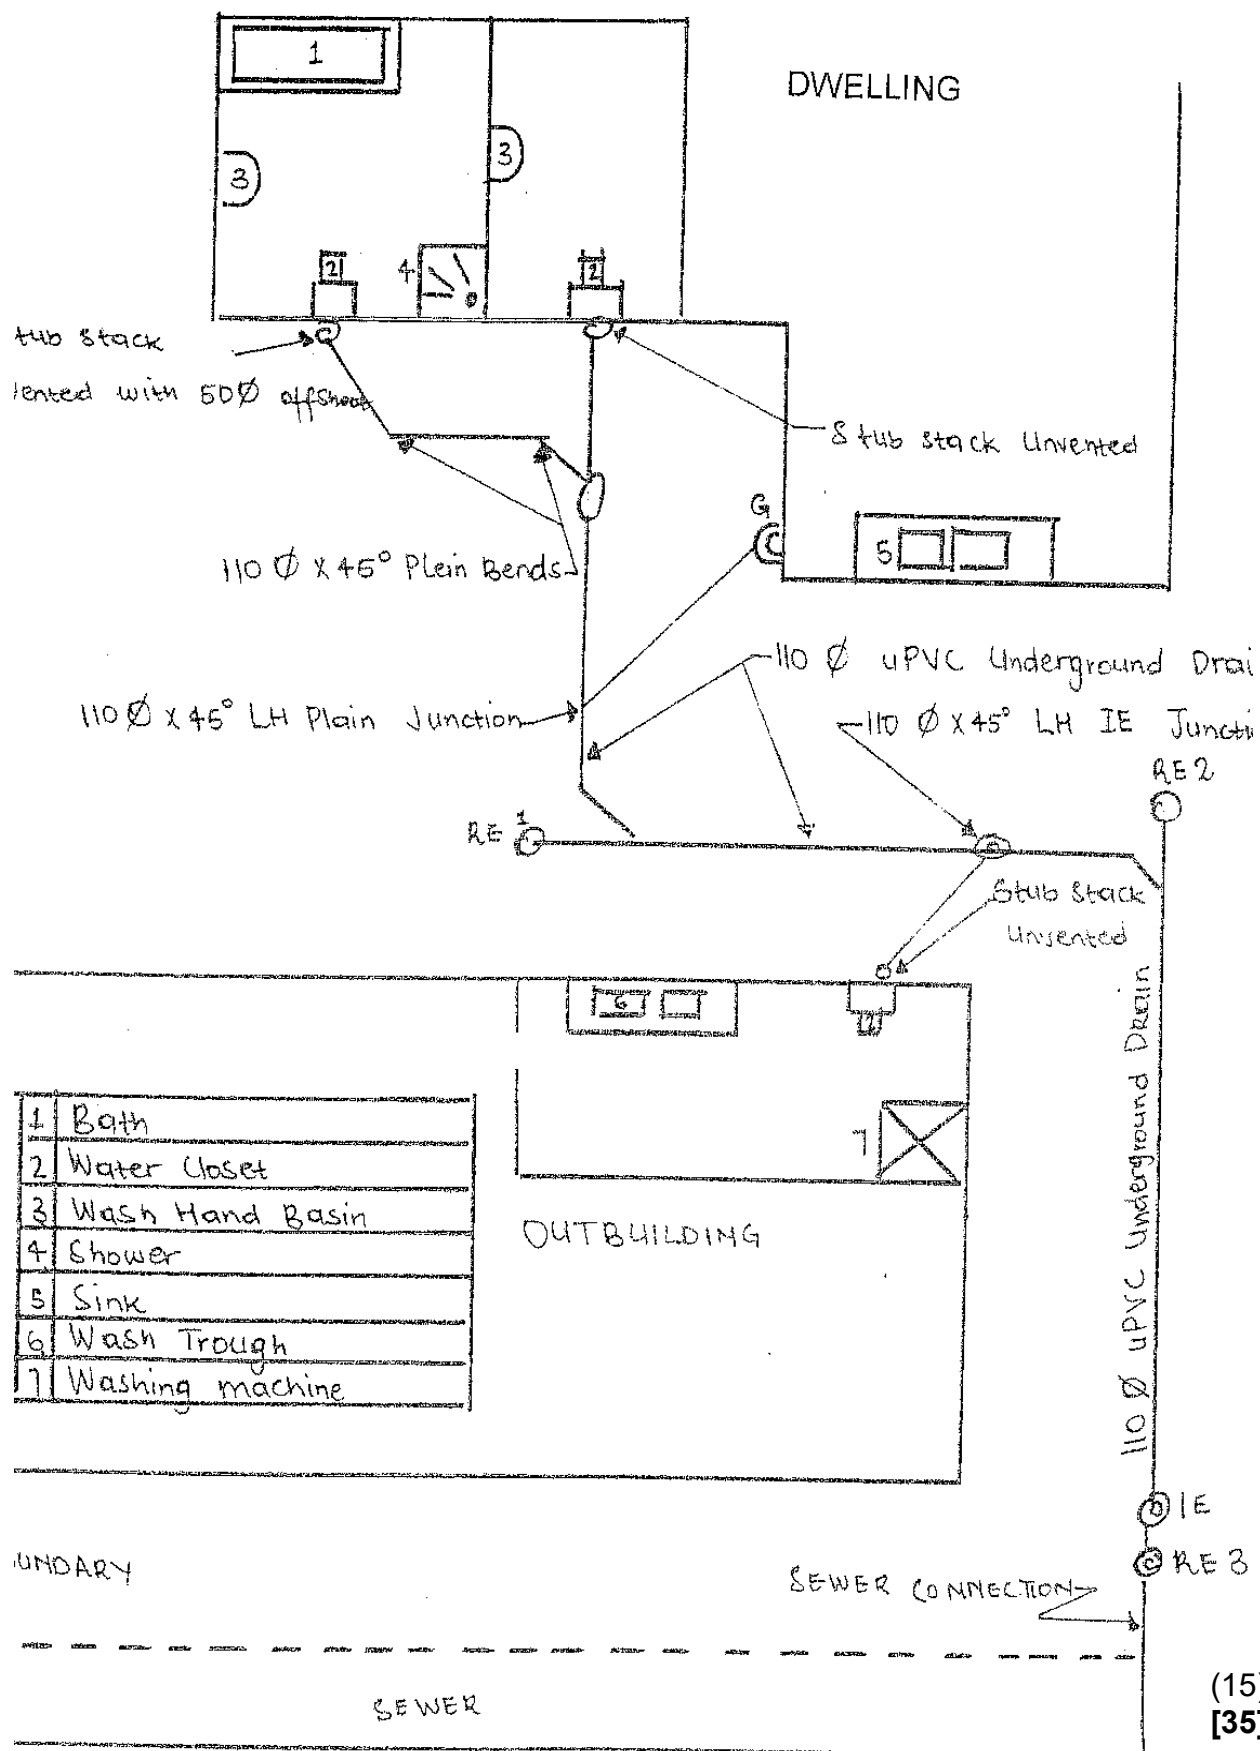 1
DWELLING
3
3
2
4
2
tub stack
ented with 50Ø offshoot
Stub stack Unvented
G
5
110 Ø X 45° Plein Bends
110 Ø uPVC Underground Drai
110 Ø X 45° LH Plain Junction
110 Ø X 45° LH IE Juncti
RE 2
RE 1
Stub Stack
Unvented
6
2
110 Ø uPVC Underground Drain
1 Bath
2 Water Closet
3 Wash Hand Basin
4 Shower
5 Sink
6 Wash Trough
7 Washing machine
7
OUTBUILDING
IE
RE 3
UNDARY
SEWER CONNECTION
SEWER
(15)
[35]